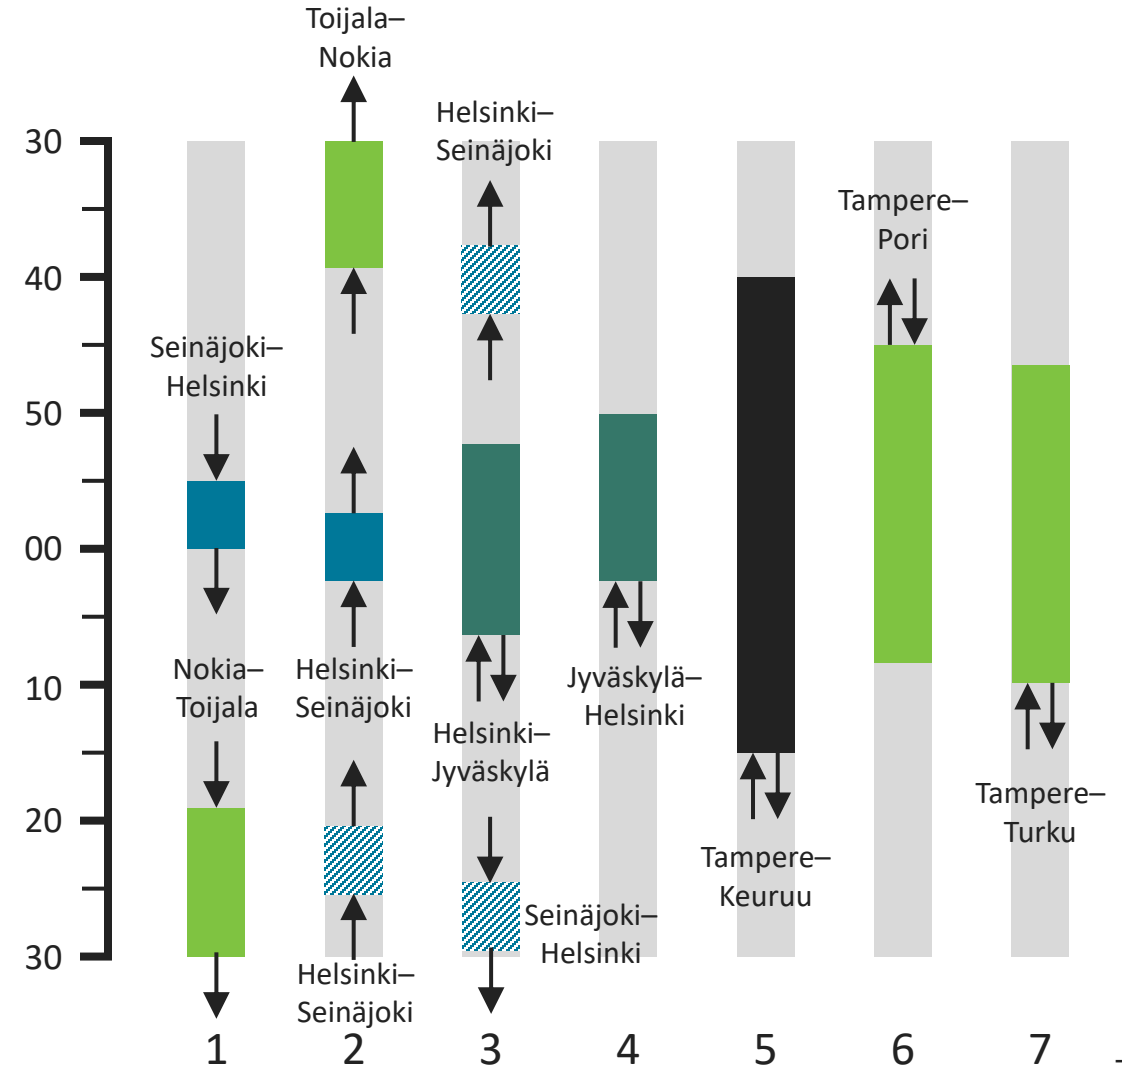 Toijala–
Nokia
Helsinki–
Seinäjoki
30
Tampere–
Pori
40
Seinäjoki–
Helsinki
50
00
Nokia–
Toijala
Helsinki–
Seinäjoki
Jyväskylä–
Helsinki
10
Helsinki–
Jyväskylä
Tampere–
Turku
20
Tampere–
Keuruu
Seinäjoki–
Helsinki
30
Helsinki–
Seinäjoki
1 2 3 4 5 6 7